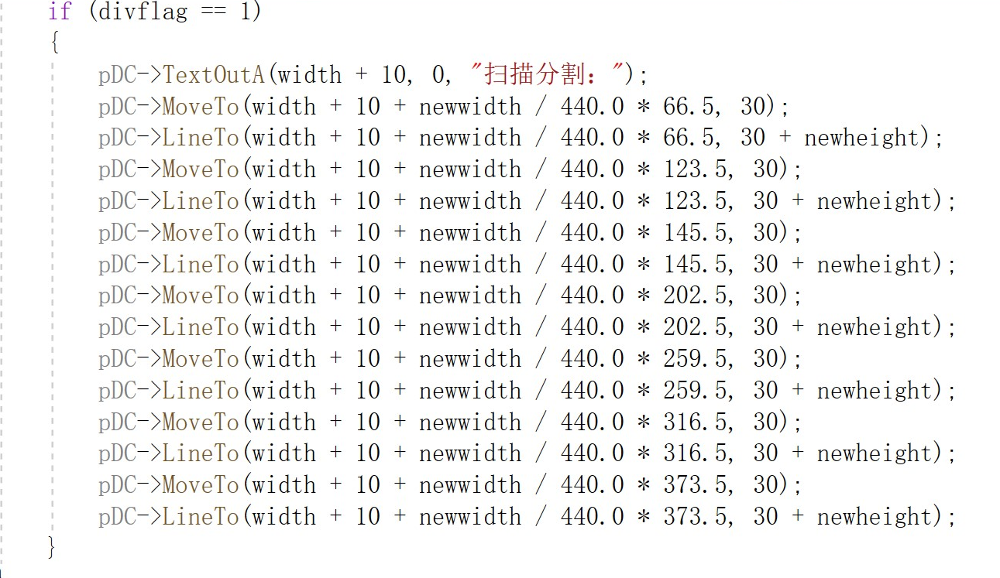 if (divflag == 1)
{
pDC->TextOutA(width + 10, 0, "扫描分割：");
pDC->MoveTo(width + 10 + newwidth / 440.0 * 66.5, 30);
pDC->LineTo(width + 10 + newwidth / 440.0 * 66.5, 30 + newheight);
pDC->MoveTo(width + 10 + newwidth / 440.0 * 123.5, 30);
pDC->LineTo(width + 10 + newwidth / 440.0 * 123.5, 30 + newheight);
pDC->MoveTo(width + 10 + newwidth / 440.0 * 145.5, 30);
pDC->LineTo(width + 10 + newwidth / 440.0 * 145.5, 30 + newheight);
pDC->MoveTo(width + 10 + newwidth / 440.0 * 202.5, 30);
pDC->LineTo(width + 10 + newwidth / 440.0 * 202.5, 30 + newheight);
pDC->MoveTo(width + 10 + newwidth / 440.0 * 259.5, 30);
pDC->LineTo(width + 10 + newwidth / 440.0 * 259.5, 30 + newheight);
pDC->MoveTo(width + 10 + newwidth / 440.0 * 316.5, 30);
pDC->LineTo(width + 10 + newwidth / 440.0 * 316.5, 30 + newheight);
pDC->MoveTo(width + 10 + newwidth / 440.0 * 373.5, 30);
pDC->LineTo(width + 10 + newwidth / 440.0 * 373.5, 30 + newheight);
}